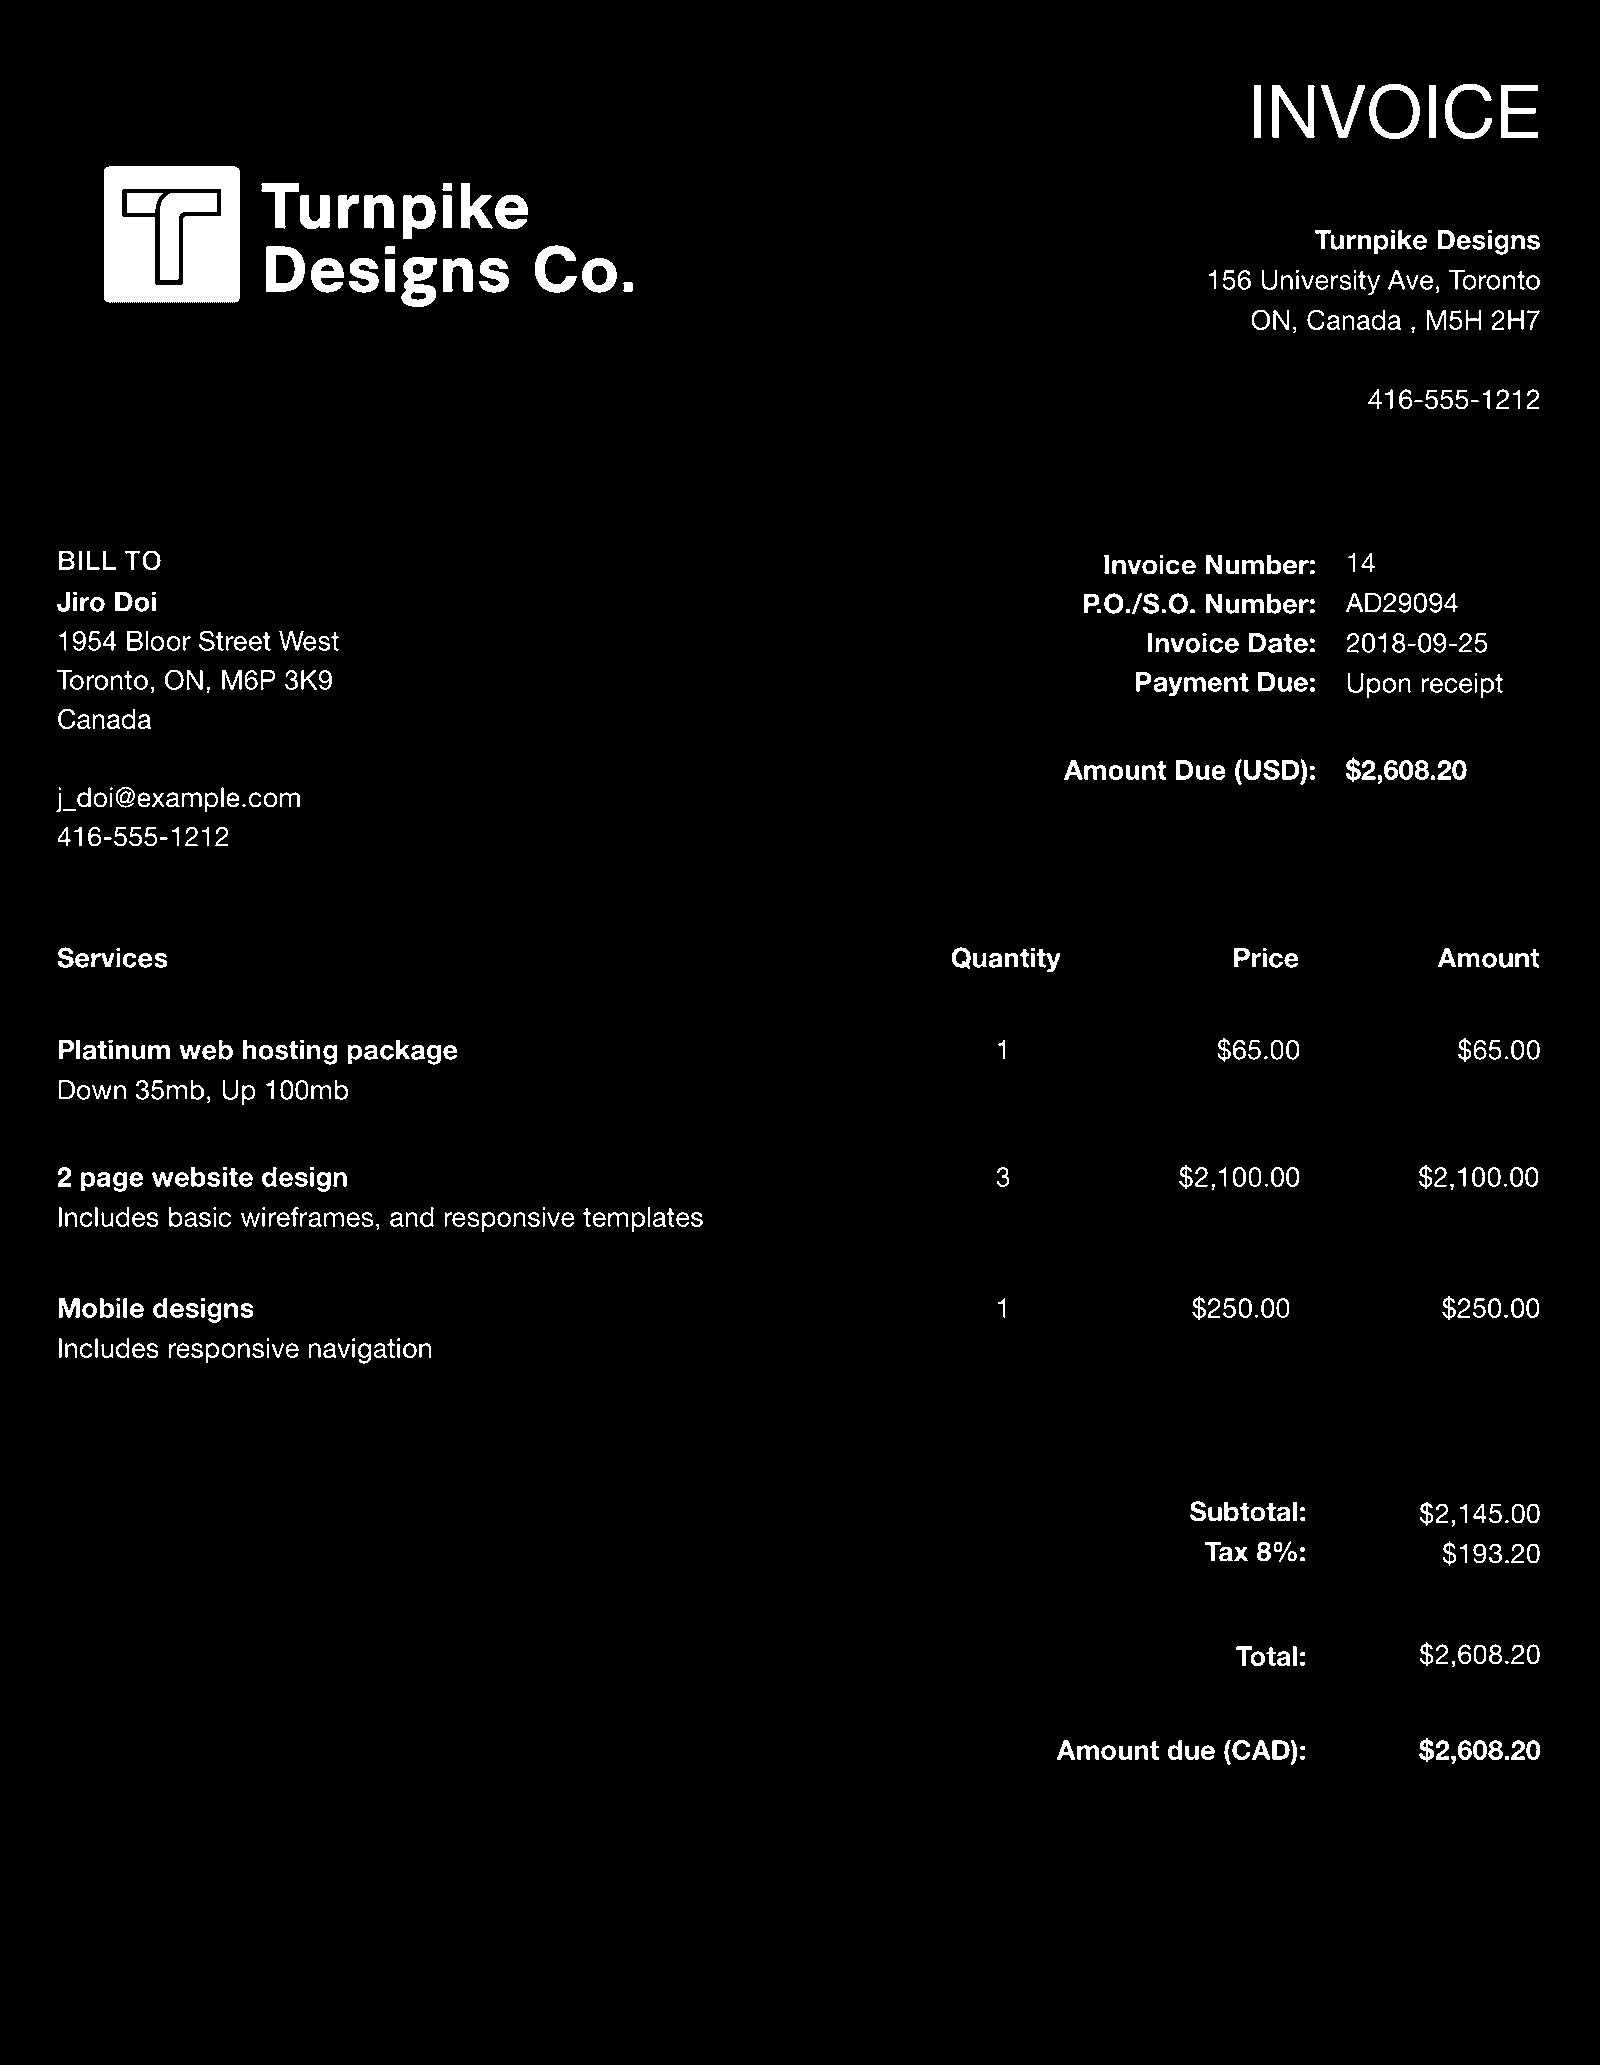 INVOICE
Turnpike
Designs Co.
Turnpike Designs
156 University Ave, Toronto
ON, Canada , M5H 2H7
416-555-1212
BILL TO
Jiro Doi
1954 Bloor Street West
Toronto, ON, M6P 3K9
Canada
j_doi@example.com
416-555-1212
Invoice Number: 14
P.O./S.O. Number: AD29094
Invoice Date: 2018-09-25
Payment Due: Upon receipt
Amount Due (USD): $2,608.20
Services Quantity Price Amount
Platinum web hosting package 1 $65.00 $65.00
Down 35mb, Up 100mb
2 page website design 3 $2,100.00 $2,100.00
Includes basic wireframes, and responsive templates
Mobile designs 1 $250.00 $250.00
Includes responsive navigation
Subtotal: $2,145.00
Tax 8%: $193.20
Total: $2,608.20
Amount due (CAD): $2,608.20